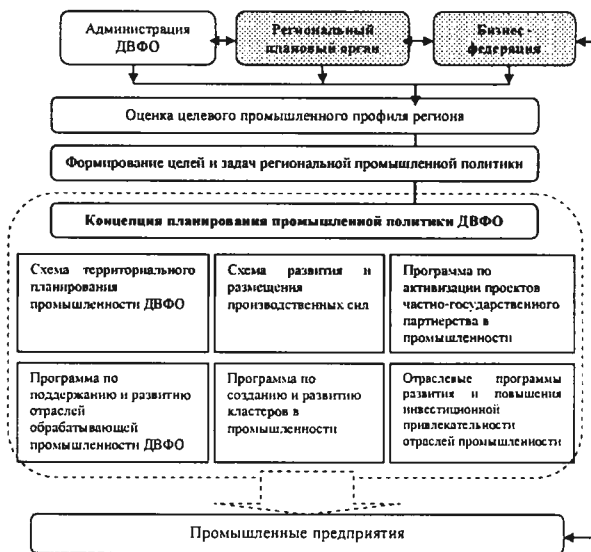 Администрация
ДВФО
Региональный
плановый орган
Бизнес -
федерация
Оценка целевого промышленного профиля региона
Формирование целей и задач региональной промышленной политики
Концепция планирования промышленной политики ДВФО
Схема территориального
планирования
промышленности ДВФО
Схема развития и
размещения
производственных сил
Программа по
активизации проектов
частно-государственного
партнерства в
промышленности
Программа по
поддержанию и развитию
отраслей
обрабатывающей
промышленности ДВФО
Программа по
созданию и развитию
кластеров в
промышленности
Отраслевые программы
развития и повышения
инвестиционной
привлекательности
отраслей промышленности
Промышленные предприятия